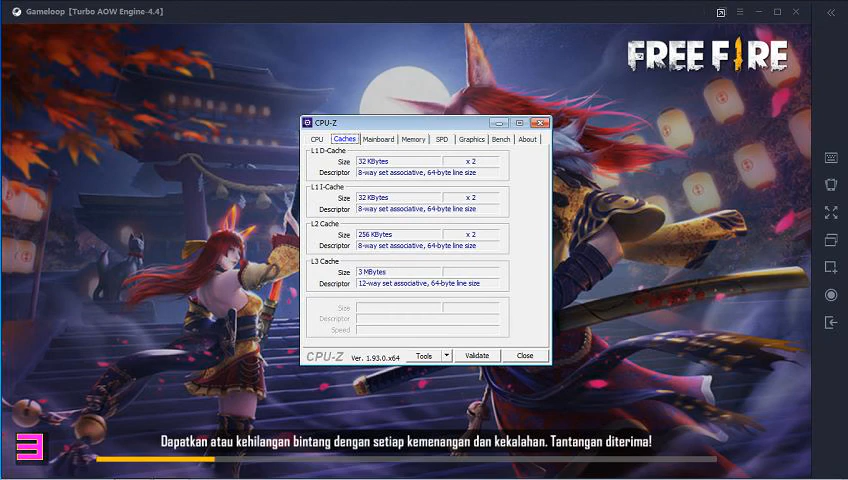 Gameloop [Turbo AOW Engine-4.4]
FREE FIRE
CPU-Z
CPU Caches Mainboard Memory SPD Graphics Bench About
L1 D-Cache
Size 32 KBytes x 2
Descriptor 8-way set associative, 64-byte line size
L1 I-Cache
Size 32 KBytes x 2
Descriptor 8-way set associative, 64-byte line size
L2 Cache
Size 256 KBytes x 2
Descriptor 8-way set associative, 64-byte line size
L3 Cache
Size 3 MBytes
Descriptor 12-way set associative, 64-byte line size
Size
Descriptor
Speed
CPU-Z Ver. 1.93.0.x64 Tools Validate Close
Dapatkan atau kehilangan bintang dengan setiap kemenangan dan kekalahan. Tantangan diterima!